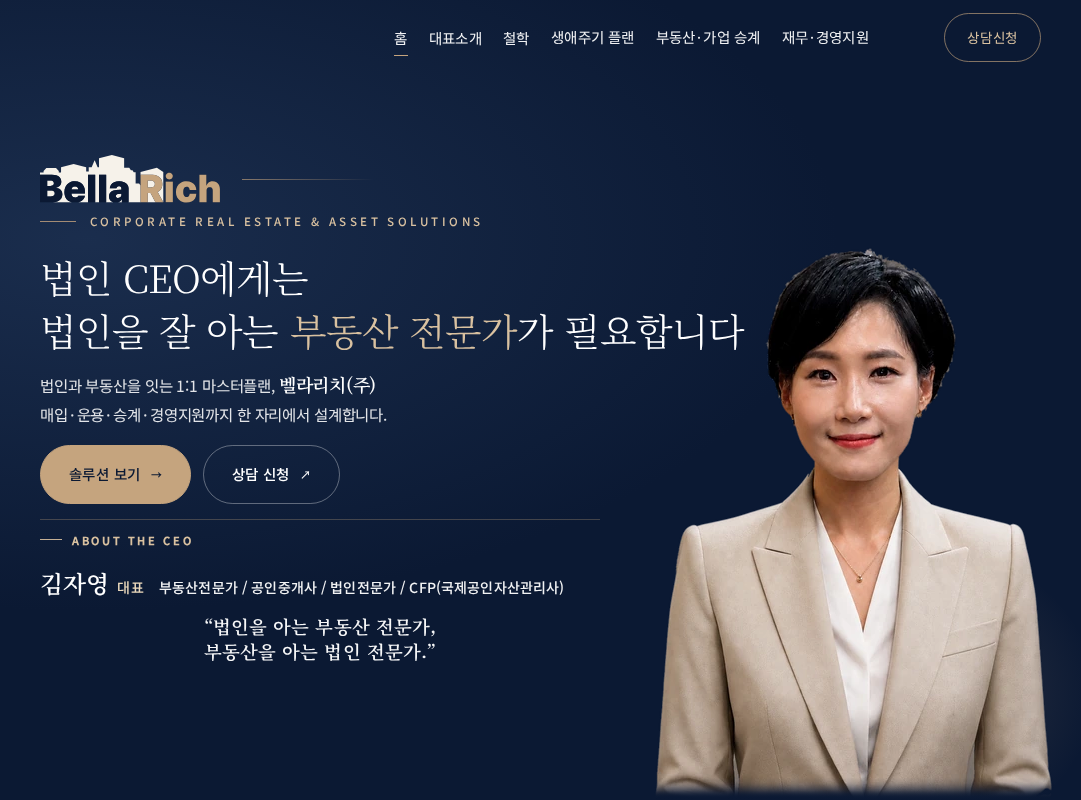 홈 대표소개 철학 생애주기 플랜 부동산·가업 승계 재무·경영지원 상담신청
Bella Rich
CORPORATE REAL ESTATE & ASSET SOLUTIONS
법인 CEO에게는
법인을 잘 아는 부동산 전문가가 필요합니다
법인과 부동산을 잇는 1:1 마스터플랜, 벨라리치(주)
매입·운용·승계·경영지원까지 한 자리에서 설계합니다.
솔루션 보기 → 상담 신청 ↗
ABOUT THE CEO
김자영 대표 부동산전문가 / 공인중개사 / 법인전문가 / CFP(국제공인자산관리사)
“법인을 아는 부동산 전문가,
부동산을 아는 법인 전문가.”